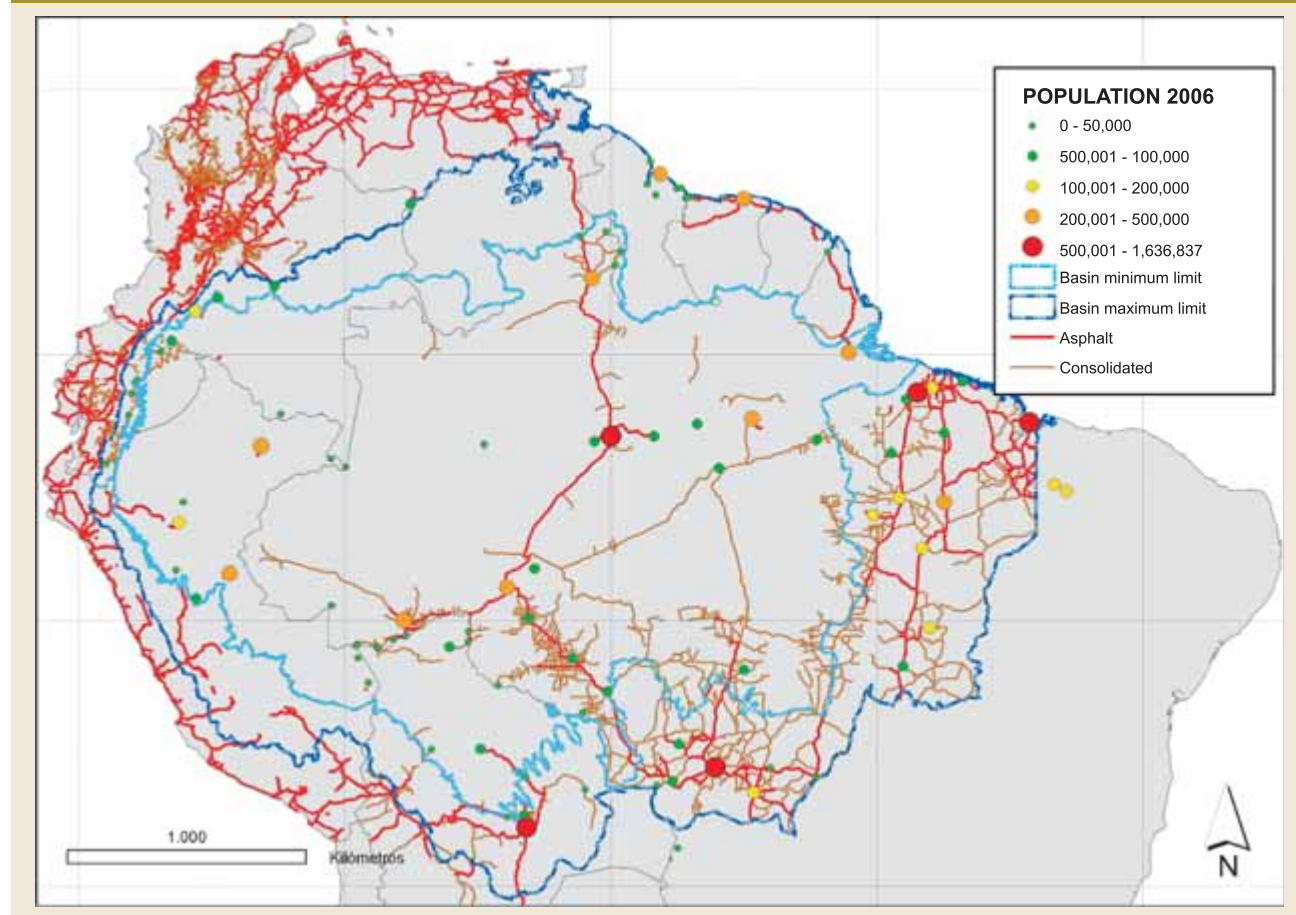 POPULATION 2006
0 - 50,000
500,001 - 100,000
100,001 - 200,000
200,001 - 500,000
500,001 - 1,636,837
Basin minimum limit
Basin maximum limit
Asphalt
Consolidated
1.000
Kilòmetros
N